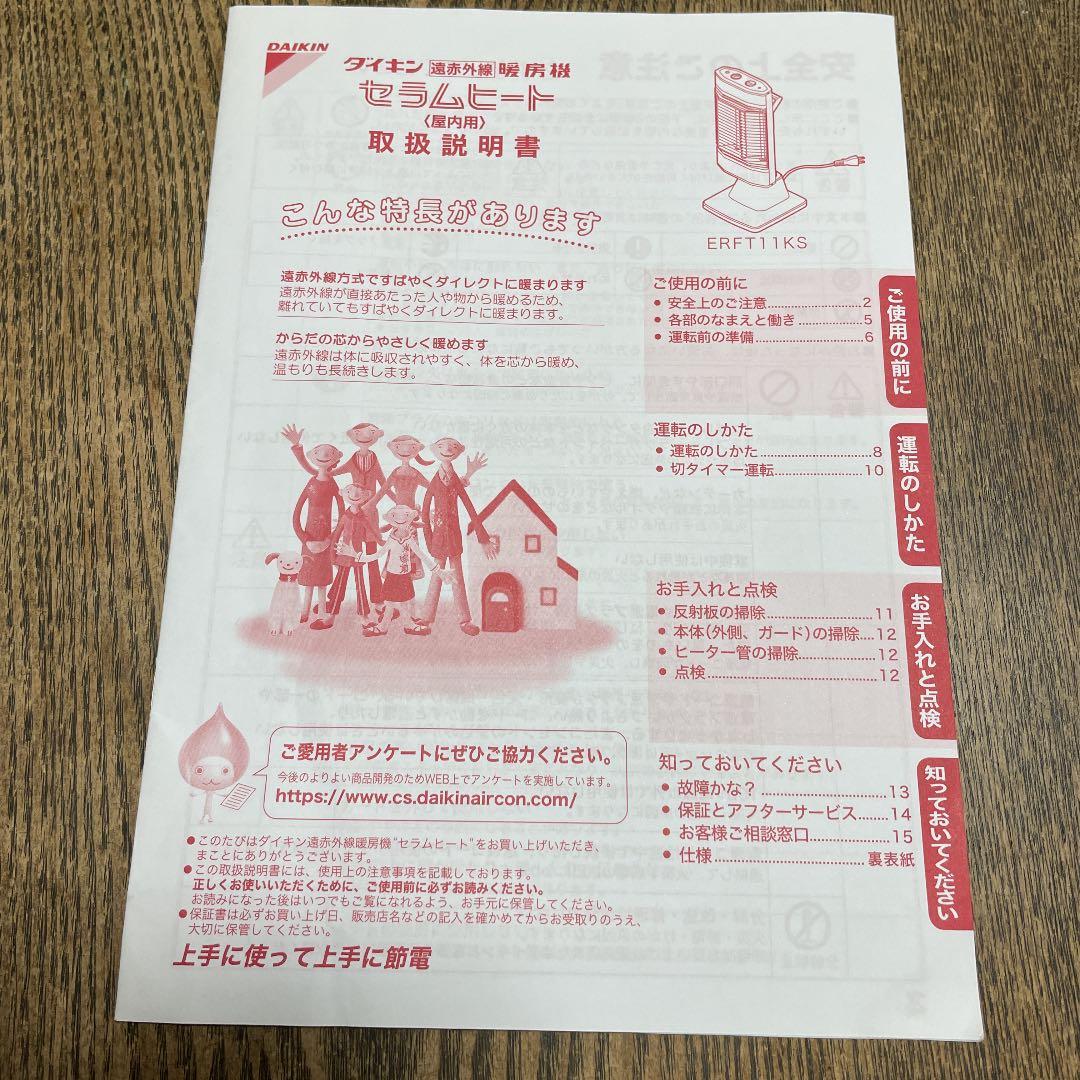 DAIKIN
ダイキン 遠赤外線 暖房機
セラムヒート
〈屋内用〉
取扱説明書
ERFT11KS
こんな特長があります
遠赤外線方式ですばやくダイレクトに暖まります
遠赤外線が直接あたった人や物から暖めるため、
離れていてもすばやくダイレクトに暖まります。
からだの芯からやさしく暖めます
遠赤外線は体に吸収されやすく、体を芯から暖め、
温もりも長続きします。
ご使用の前に
● 安全上のご注意 2
● 各部のなまえと働き 5
● 運転前の準備 6
運転のしかた
● 運転のしかた 8
● 切タイマー運転 10
お手入れと点検
● 反射板の掃除 11
● 本体（外側、ガード）の掃除 12
● ヒーター管の掃除 12
● 点検 12
知っておいてください
● 故障かな？ 13
● 保証とアフターサービス 14
● お客様ご相談窓口 15
● 仕様 裏表紙
ご使用の前に
運転のしかた
お手入れと点検
知っておいてください
ご愛用者アンケートにぜひご協力ください。
今後のよりよい商品開発のためWEB上でアンケートを実施しています。
https://www.cs.daikinaircon.com/
● このたびはダイキン遠赤外線暖房機“セラムヒート”をお買い上げいただき、
まことにありがとうございます。
● この取扱説明書には、使用上の注意事項を記載しております。
正しくお使いいただくために、ご使用前に必ずお読みください。
お読みになった後はいつでもご覧になれるよう、お手元に保管してください。
● 保証書は必ずお買い上げ日、販売店名などの記入を確かめてからお受取りのうえ、
大切に保管してください。
上手に使って上手に節電